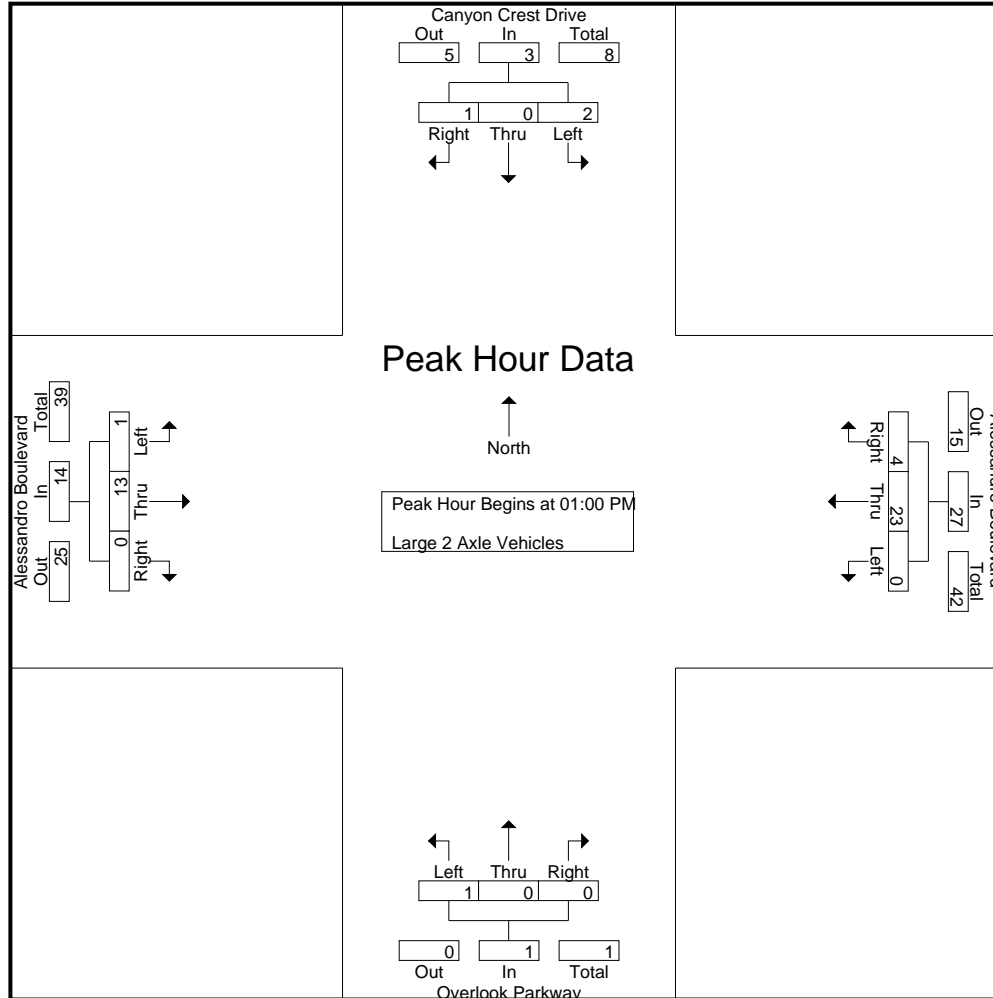 Canyon Crest Drive
Out In Total
5 3 8
1 0 2
Right Thru Left
Peak Hour Data
North
Peak Hour Begins at 01:00 PM
Large 2 Axle Vehicles
Alessandro Boulevard
Out In Total
25 14 39
Right Thru Left
0 13 1
Out In Total
15 27 42
Right Thru Left
4 23 0
Left Thru Right
1 0 0
0 1 1
Out In Total
Overlook Parkway